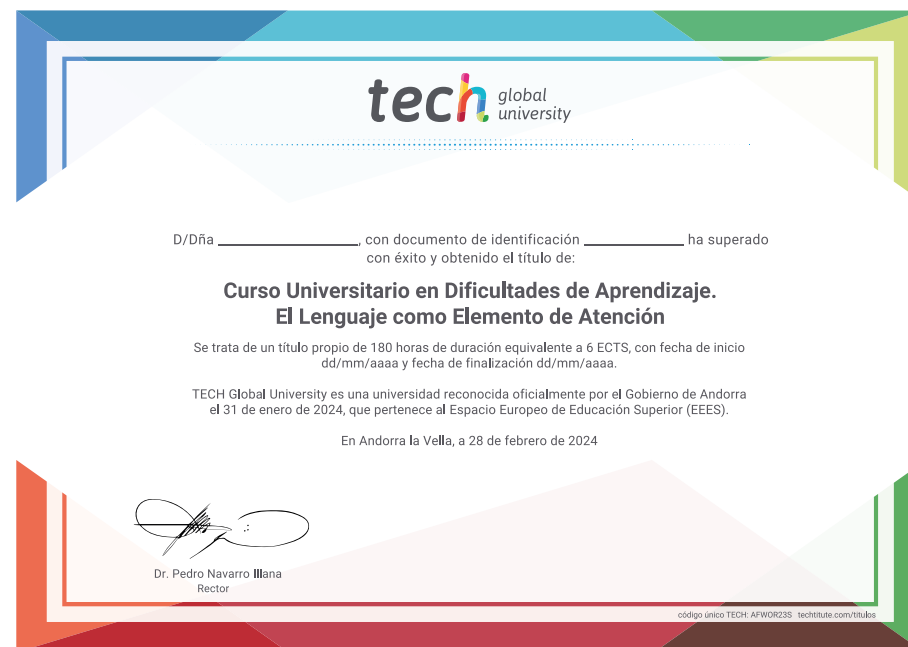 tech global university
D/Dña ____________________, con documento de identificación ______________ ha superado
con éxito y obtenido el título de:
Curso Universitario en Dificultades de Aprendizaje.
El Lenguaje como Elemento de Atención
Se trata de un título propio de 180 horas de duración equivalente a 6 ECTS, con fecha de inicio
dd/mm/aaaa y fecha de finalización dd/mm/aaaa.
TECH Global University es una universidad reconocida oficialmente por el Gobierno de Andorra
el 31 de enero de 2024, que pertenece al Espacio Europeo de Educación Superior (EEES).
En Andorra la Vella, a 28 de febrero de 2024
Dr. Pedro Navarro Illana
Rector
código único TECH: AFWOR23S techtitute.com/titulos